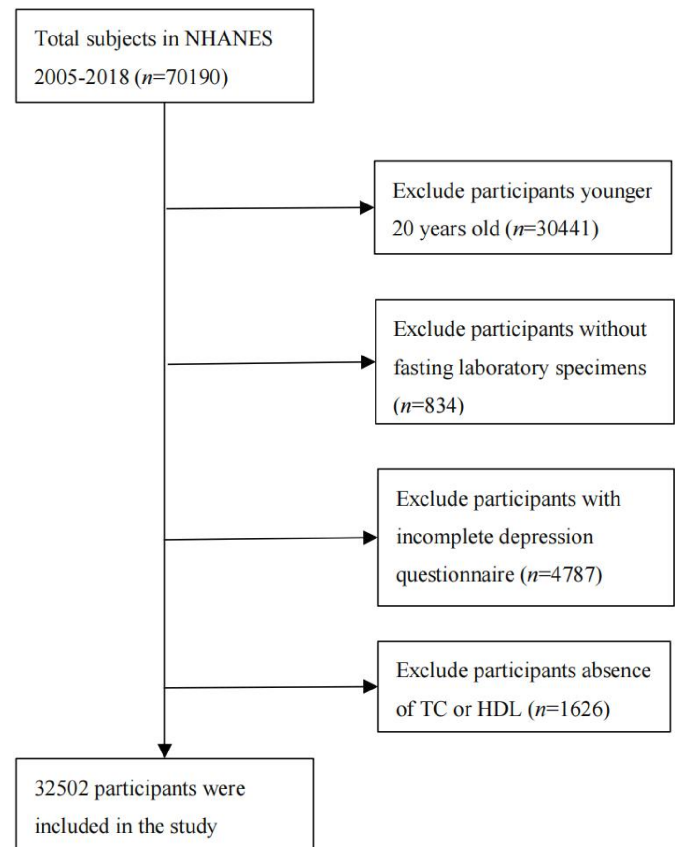 Total subjects in NHANES
2005-2018 (n=70190)
Exclude participants younger
20 years old (n=30441)
Exclude participants without
fasting laboratory specimens
(n=834)
Exclude participants with
incomplete depression
questionnaire (n=4787)
Exclude participants absence
of TC or HDL (n=1626)
32502 participants were
included in the study